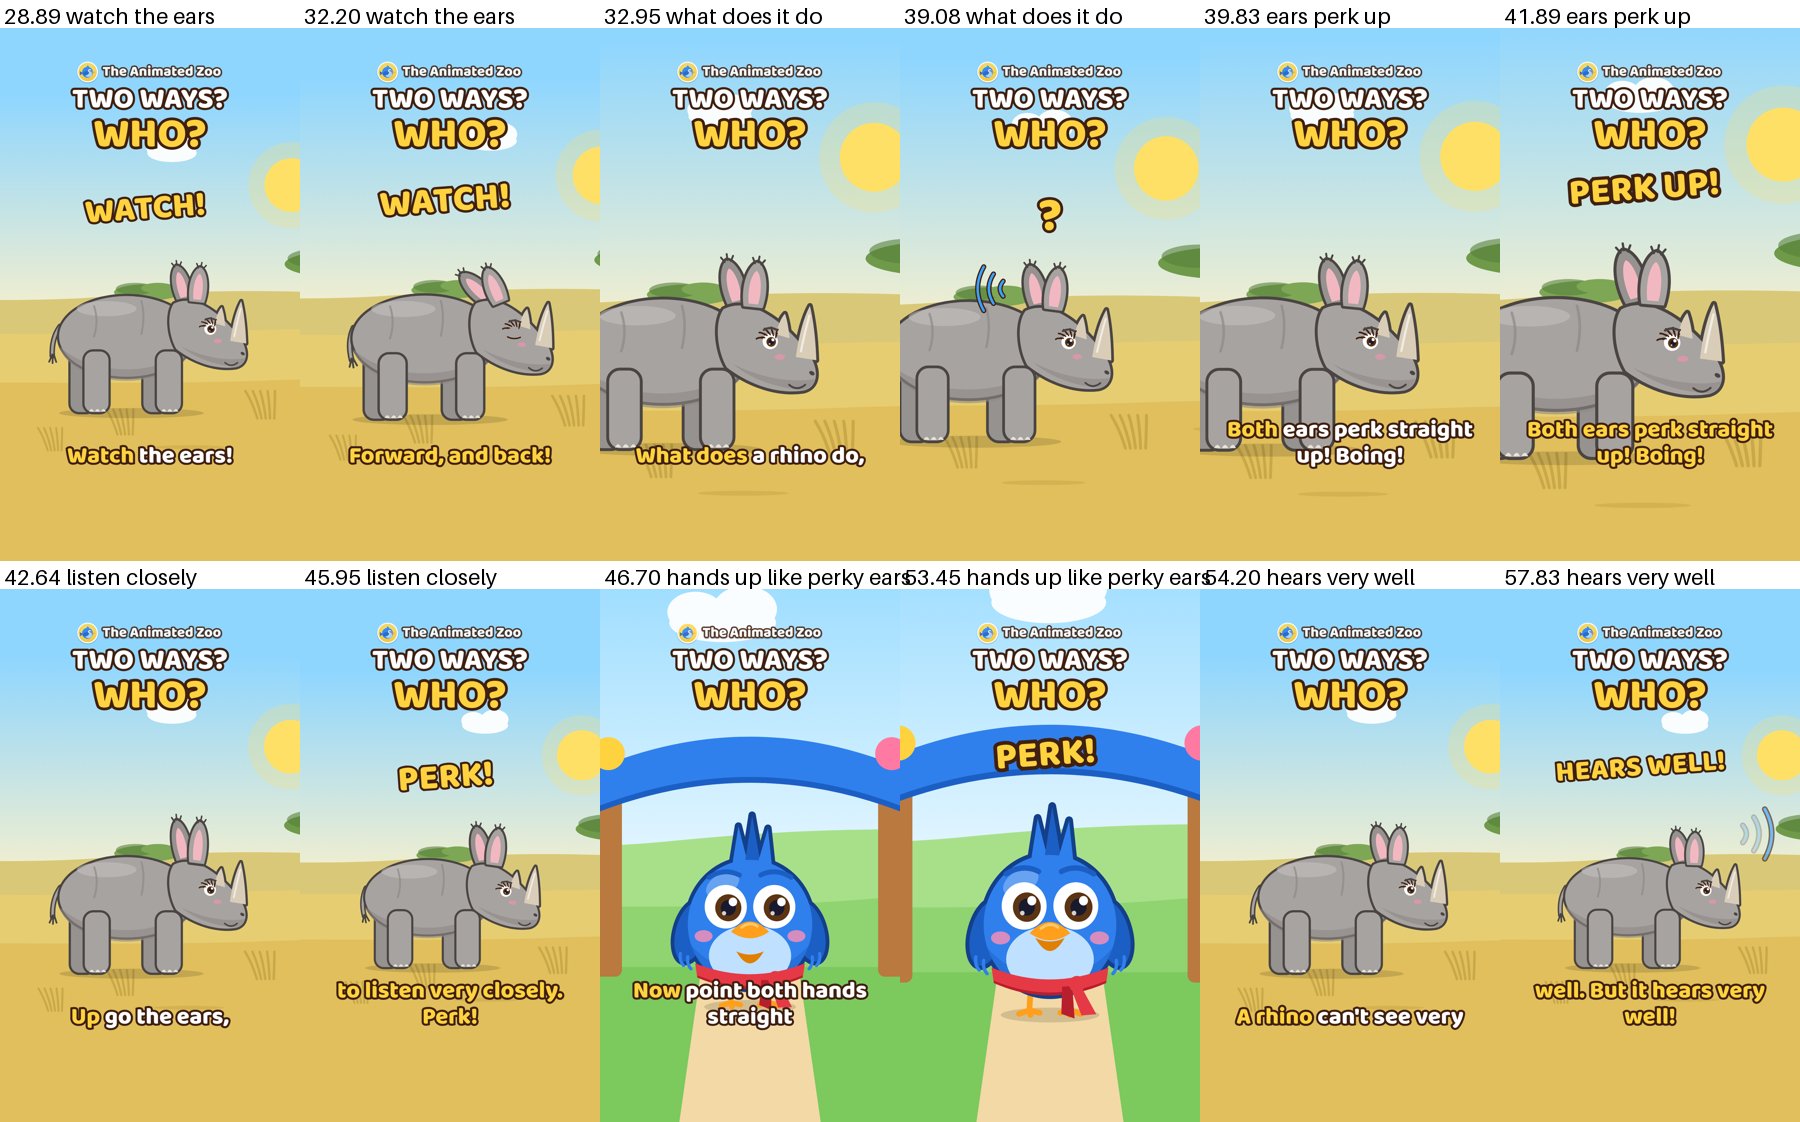 28.89 watch the ears
The Animated Zoo
TWO WAYS?
WHO?
WATCH!
Watch the ears!
32.20 watch the ears
The Animated Zoo
TWO WAYS?
WHO?
WATCH!
Forward, and back!
32.95 what does it do
The Animated Zoo
TWO WAYS?
WHO?
What does a rhino do,
39.08 what does it do
The Animated Zoo
TWO WAYS?
WHO?
?
39.83 ears perk up
The Animated Zoo
TWO WAYS?
WHO?
Both ears perk straight
up! Boing!
41.89 ears perk up
The Animated Zoo
TWO WAYS?
WHO?
PERK UP!
Both ears perk straight
up! Boing!
42.64 listen closely
The Animated Zoo
TWO WAYS?
WHO?
Up go the ears,
45.95 listen closely
The Animated Zoo
TWO WAYS?
WHO?
PERK!
to listen very closely.
Perk!
46.70 hands up like perky ears
The Animated Zoo
TWO WAYS?
WHO?
Now point both hands
straight
53.45 hands up like perky ears
The Animated Zoo
TWO WAYS?
WHO?
PERK!
54.20 hears very well
The Animated Zoo
TWO WAYS?
WHO?
A rhino can't see very
57.83 hears very well
The Animated Zoo
TWO WAYS?
WHO?
HEARS WELL!
well. But it hears very
well!